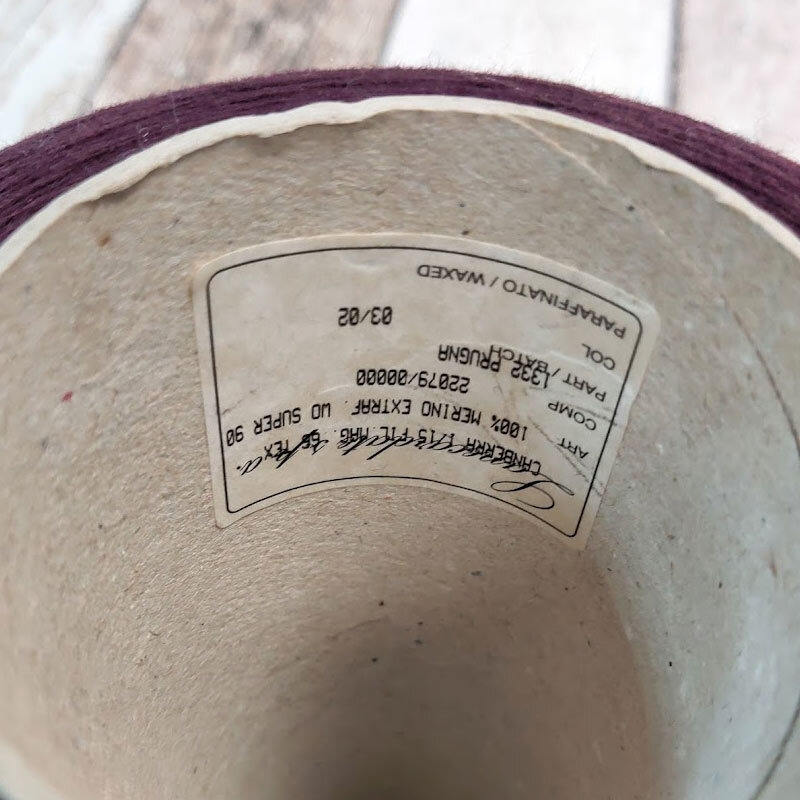 CANBERRA 1/15 FIL.MAG. 66 TEX
ART 100% MERINO EXTRAF. WO SUPER 90
COMP 22079/00000
PART / BATCH 1332 PRUGNA
COL 03/02
PARAFFINATO / WAXED